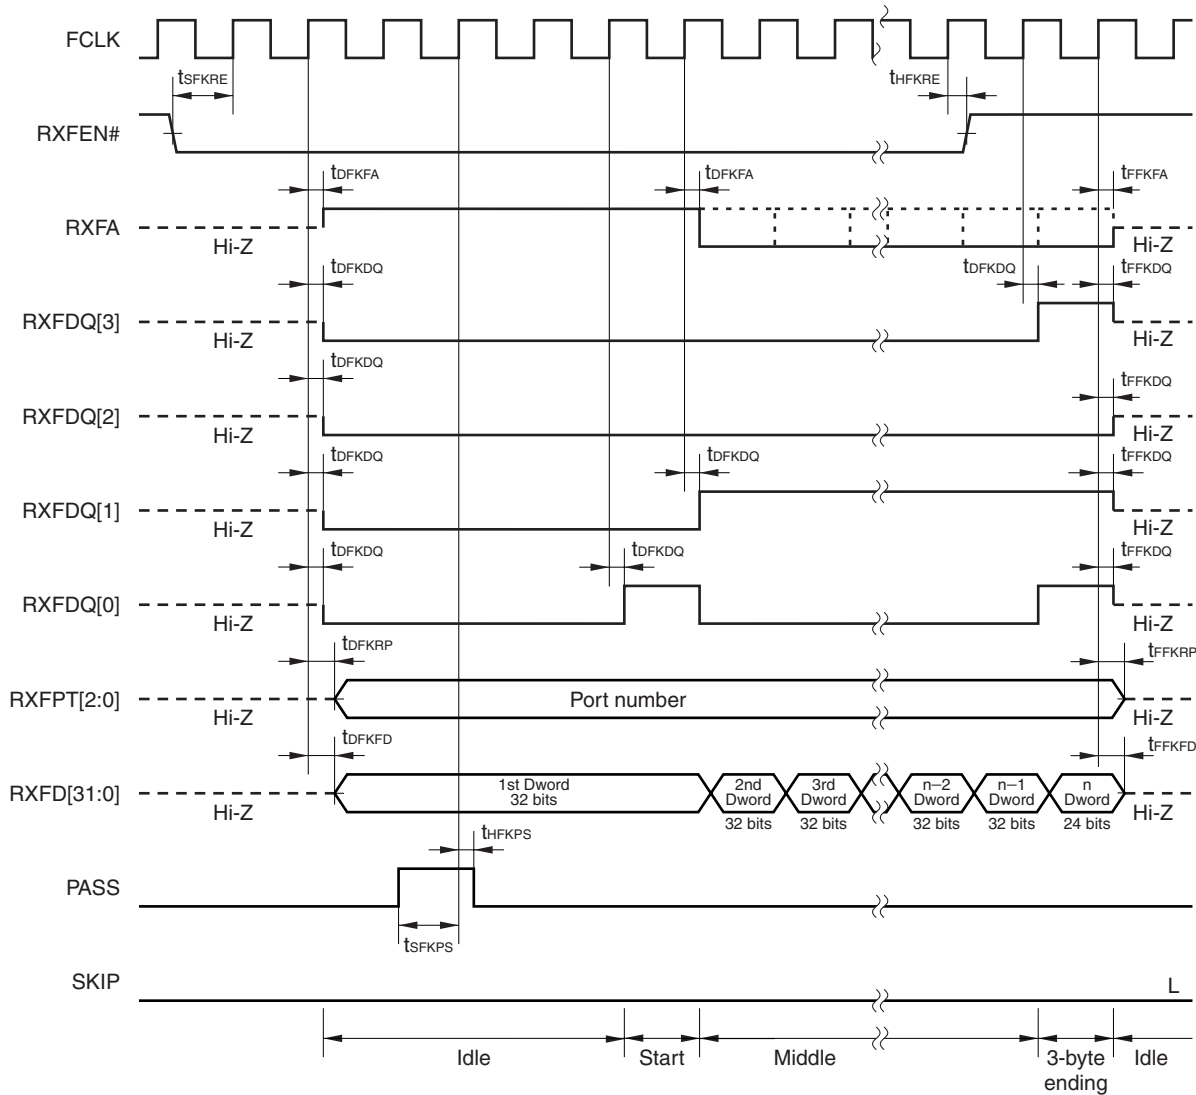 FCLK
tSFKRE
tHFKRE
RXFEN#
tDFKFA
tDFKFA
tFFKFA
RXFA
Hi-Z
Hi-Z
tDFKDQ
tDFKDQ
tFFKDQ
RXFDQ[3]
Hi-Z
Hi-Z
tDFKDQ
tFFKDQ
RXFDQ[2]
Hi-Z
Hi-Z
tDFKDQ
tDFKDQ
tFFKDQ
RXFDQ[1]
Hi-Z
Hi-Z
tDFKDQ
tDFKDQ
tFFKDQ
RXFDQ[0]
Hi-Z
Hi-Z
tDFKRP
tFFKRP
RXFPT[2:0]
Port number
Hi-Z
Hi-Z
tDFKFD
tFFKFD
RXFD[31:0]
Hi-Z
1st Dword
32 bits
2nd
Dword
32 bits
3rd
Dword
32 bits
n–2
Dword
32 bits
n–1
Dword
32 bits
n
Dword
24 bits
Hi-Z
tHFKPS
PASS
tSFKPS
SKIP
L
Idle
Start
Middle
3-byte
ending
Idle